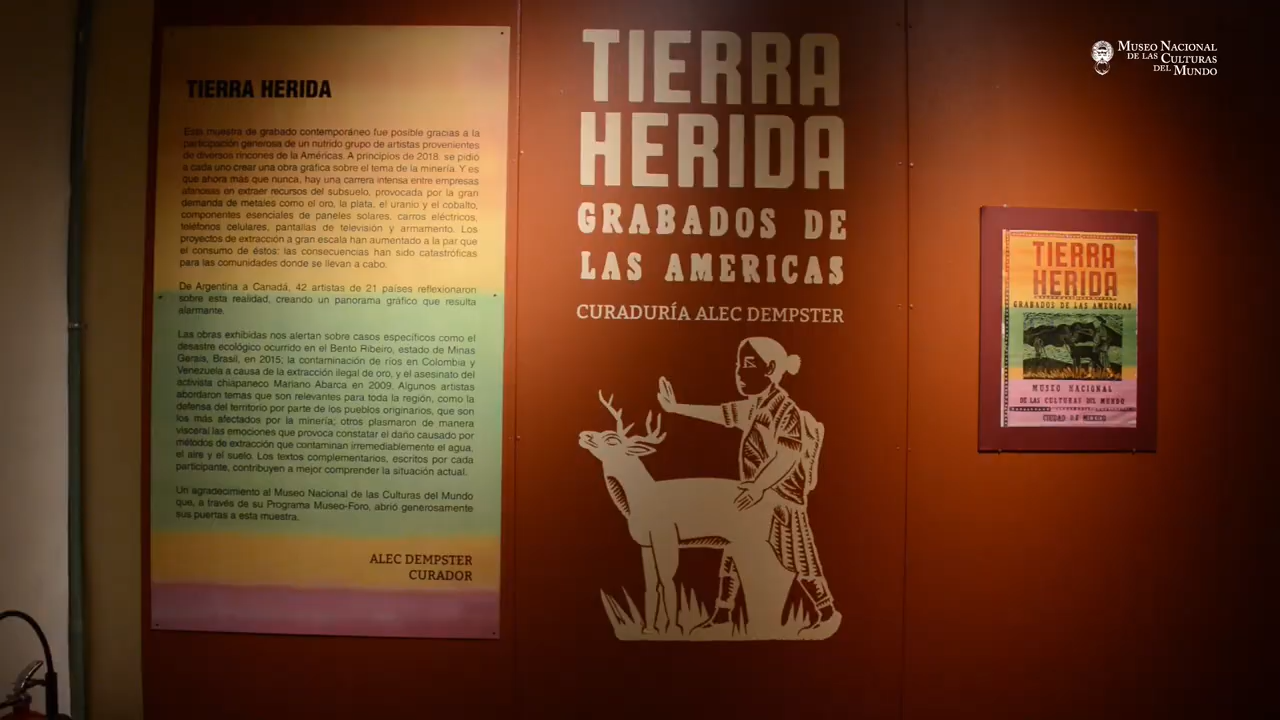 TIERRA HERIDA
Esta muestra de grabado contemporáneo fue posible gracias a la
participación generosa de un nutrido grupo de artistas provenientes
de diversos rincones de la Américas. A principios de 2018 se pidió
a cada uno crear una obra gráfica sobre el tema de la minería. Y es
que ahora más que nunca, hay una carrera intensa entre empresas
afanosas en extraer recursos del subsuelo, provocada por la gran
demanda de metales como el oro, la plata, el uranio y el cobalto,
componentes esenciales de paneles solares, carros eléctricos,
teléfonos celulares, pantallas de televisión y armamento. Los
proyectos de extracción a gran escala han aumentado a la par que
el consumo de éstos: las consecuencias han sido catastróficas
para las comunidades donde se llevan a cabo.
De Argentina a Canadá, 42 artistas de 21 países reflexionaron
sobre esta realidad, creando un panorama gráfico que resulta
alarmante.
Las obras exhibidas nos alertan sobre casos específicos como el
desastre ecológico ocurrido en el Bento Ribeiro, estado de Minas
Gerais, Brasil, en 2015; la contaminación de ríos en Colombia y
Venezuela a causa de la extracción ilegal de oro, y el asesinato del
activista chiapaneco Mariano Abarca en 2009. Algunos artistas
abordaron temas que son relevantes para toda la región, como la
defensa del territorio por parte de los pueblos originarios, que son
los más afectados por la minería; otros plasmaron de manera
visceral las emociones que provoca constatar el daño causado por
métodos de extracción que contaminan irremediablemente el agua,
el aire y el suelo. Los textos complementarios, escritos por cada
participante, contribuyen a mejor comprender la situación actual.
Un agradecimiento al Museo Nacional de las Culturas del Mundo
que, a través de su Programa Museo-Foro, abrió generosamente
sus puertas a esta muestra.
ALEC DEMPSTER
CURADOR
TIERRA
HERIDA
GRABADOS DE
LAS AMERICAS
CURADURÍA ALEC DEMPSTER
MUSEO NACIONAL
DE LAS CULTURAS
DEL MUNDO
TIERRA
HERIDA
GRABADOS DE LAS AMERICAS
MUSEO NACIONAL
DE LAS CULTURAS DEL MUNDO
CIUDAD DE MEXICO